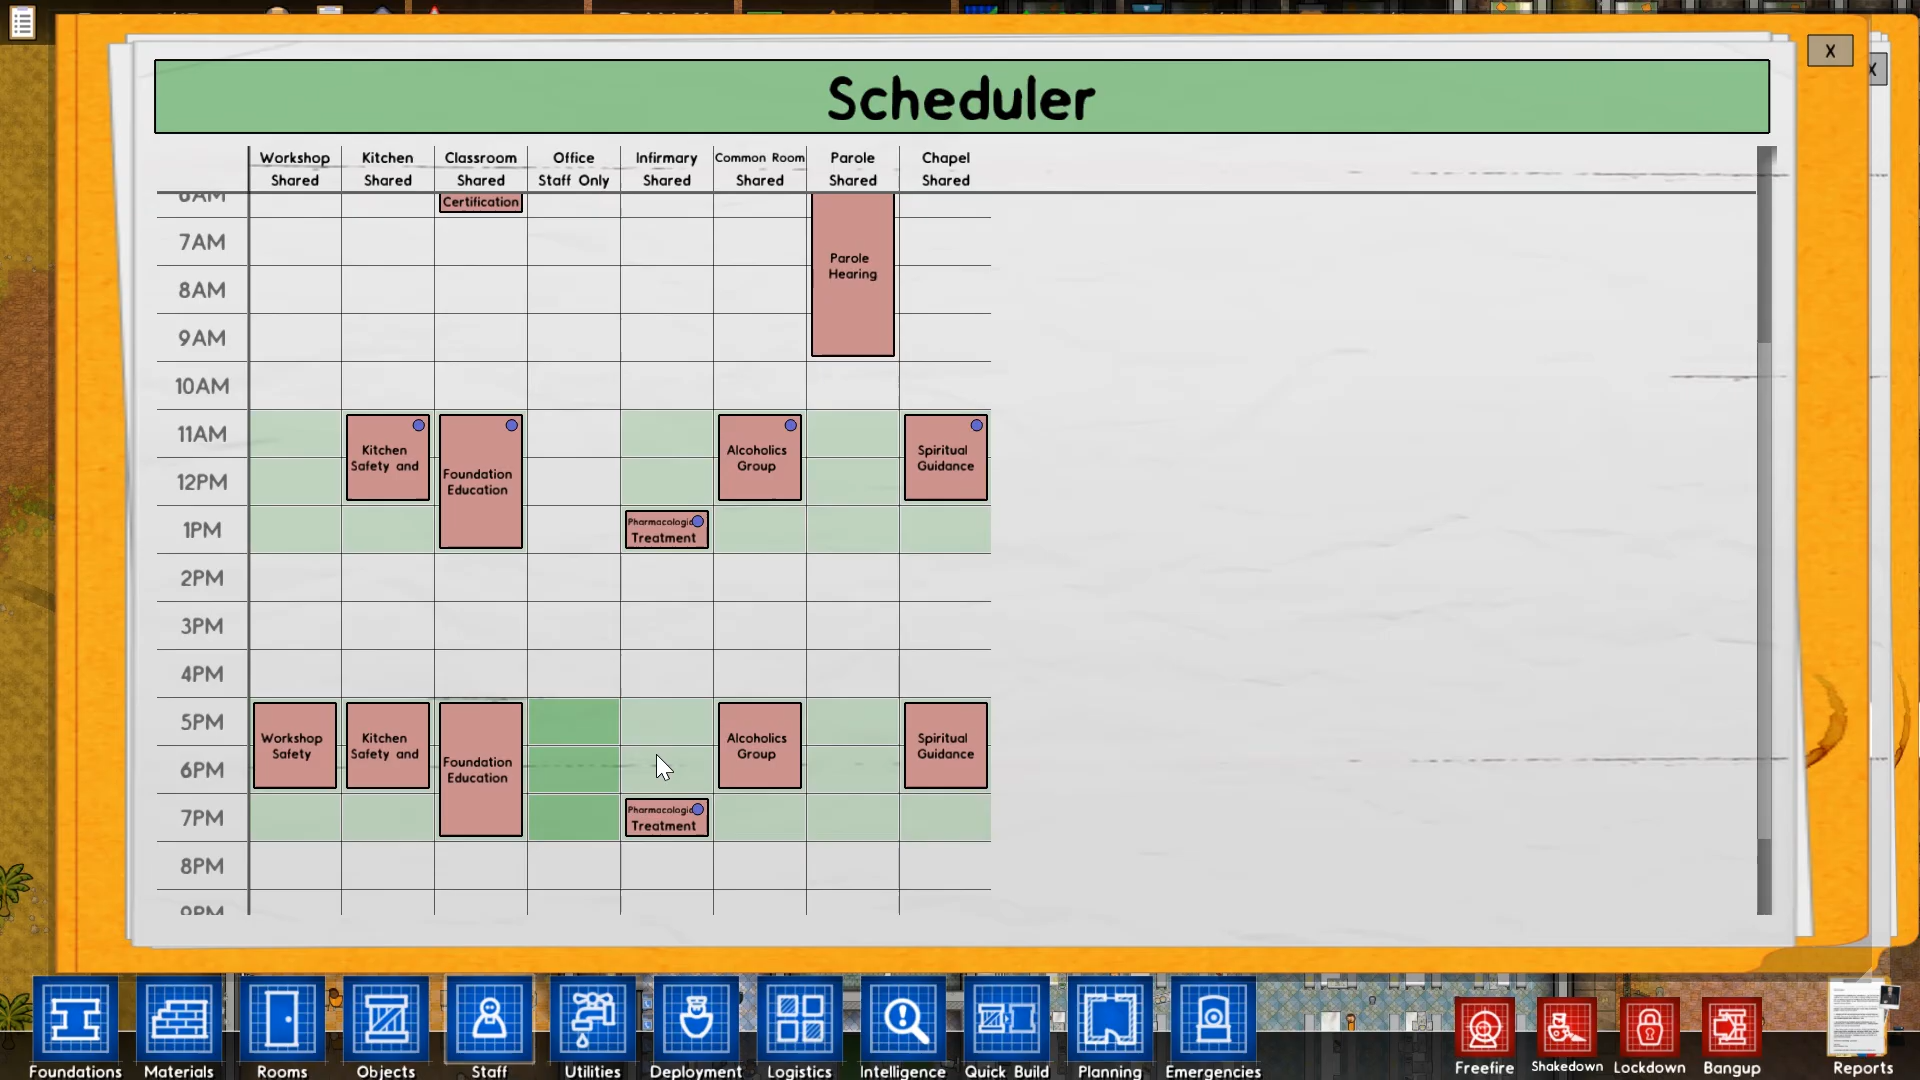 X
X
Scheduler
Workshop Kitchen Classroom Office Infirmary Common Room Parole Chapel
Shared Shared Shared Staff Only Shared Shared Shared Shared
6AM
Certification
7AM
Parole
Hearing
8AM
9AM
10AM
11AM
Kitchen
Safety and
Foundation
Education
Alcoholics
Group
Spiritual
Guidance
12PM
1PM
Pharmacologic
Treatment
2PM
3PM
4PM
5PM
Workshop
Safety
Kitchen
Safety and
Foundation
Education
Alcoholics
Group
Spiritual
Guidance
6PM
7PM
Pharmacologic
Treatment
8PM
9PM
Foundations Materials Rooms Objects Staff Utilities Deployment Logistics Intelligence Quick Build Planning Emergencies
Freefire Shakedown Lockdown Bangup Reports